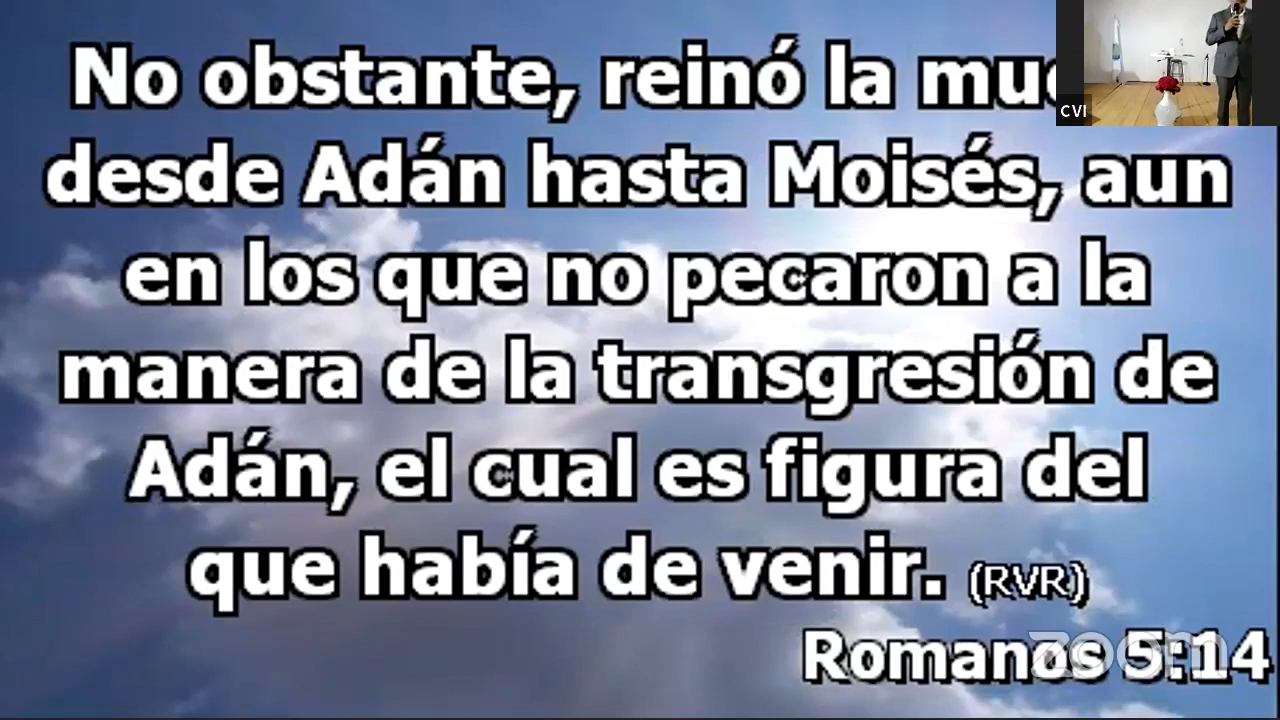 No obstante, reinó la
desde Adán hasta Moisés, aun
en los que no pecaron a la
manera de la transgresión de
Adán, el cual es figura del
que había de venir. (RVR)
Romanos 5:14
zoom
CVI